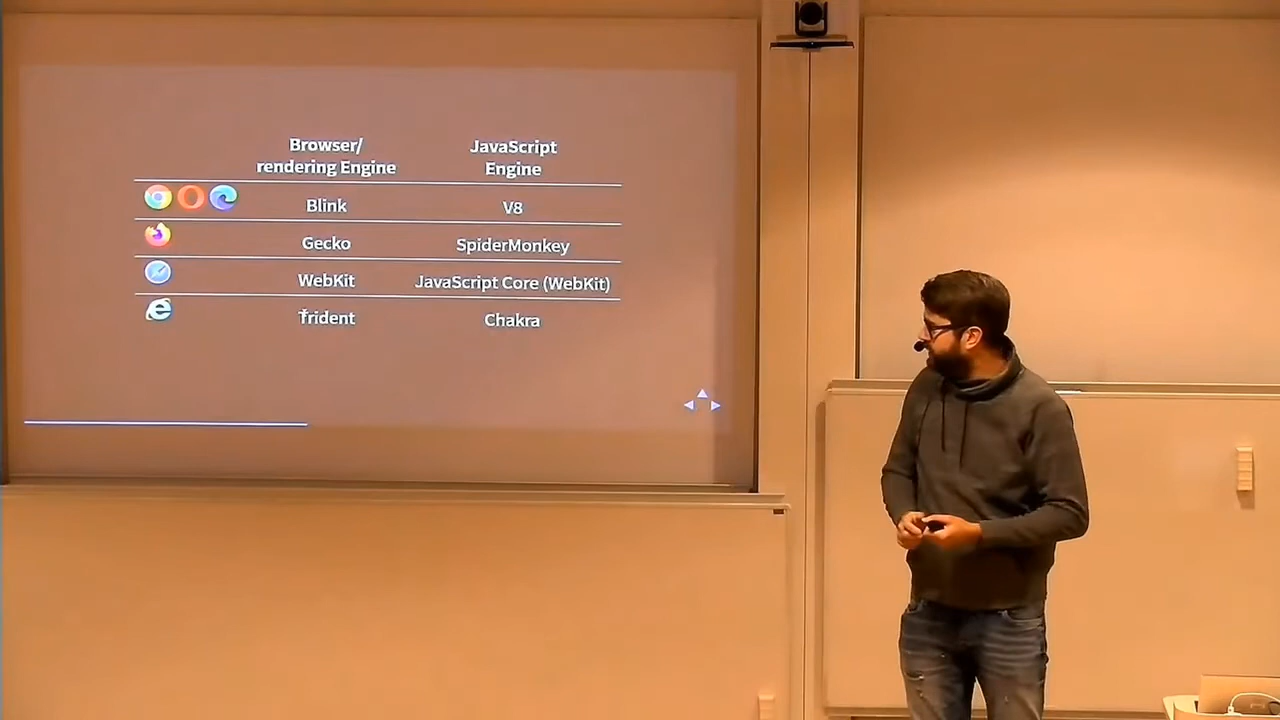 Browser/
rendering Engine
JavaScript
Engine
Blink V8
Gecko SpiderMonkey
WebKit JavaScript Core (WebKit)
Trident Chakra